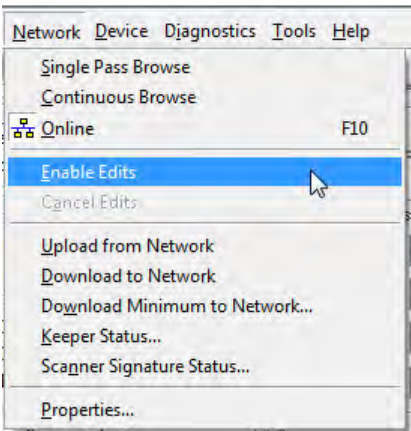 Network Device Diagnostics Tools Help
Single Pass Browse
Continuous Browse
Online F10
Enable Edits
Cancel Edits
Upload from Network
Download to Network
Download Minimum to Network...
Keeper Status...
Scanner Signature Status...
Properties...